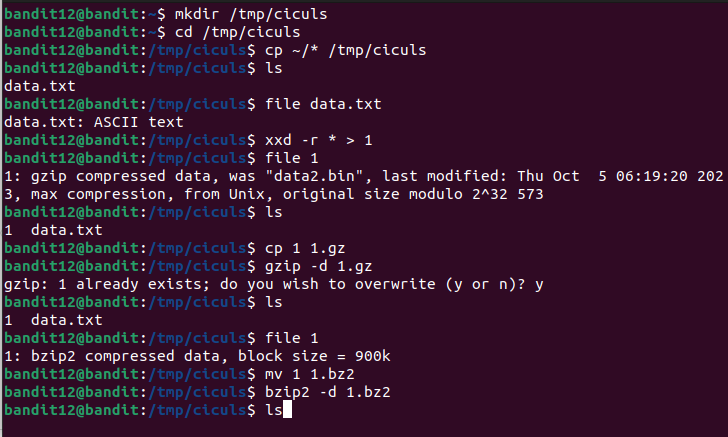 bandit12@bandit:~$ mkdir /tmp/ciculs
bandit12@bandit:~$ cd /tmp/ciculs
bandit12@bandit:/tmp/ciculs$ cp ~/* /tmp/ciculs
bandit12@bandit:/tmp/ciculs$ ls
data.txt
bandit12@bandit:/tmp/ciculs$ file data.txt
data.txt: ASCII text
bandit12@bandit:/tmp/ciculs$ xxd -r * > 1
bandit12@bandit:/tmp/ciculs$ file 1
1: gzip compressed data, was "data2.bin", last modified: Thu Oct  5 06:19:20 202
3, max compression, from Unix, original size modulo 2^32 573
bandit12@bandit:/tmp/ciculs$ ls
1  data.txt
bandit12@bandit:/tmp/ciculs$ cp 1 1.gz
bandit12@bandit:/tmp/ciculs$ gzip -d 1.gz
gzip: 1 already exists; do you wish to overwrite (y or n)? y
bandit12@bandit:/tmp/ciculs$ ls
1  data.txt
bandit12@bandit:/tmp/ciculs$ file 1
1: bzip2 compressed data, block size = 900k
bandit12@bandit:/tmp/ciculs$ mv 1 1.bz2
bandit12@bandit:/tmp/ciculs$ bzip2 -d 1.bz2
bandit12@bandit:/tmp/ciculs$ ls